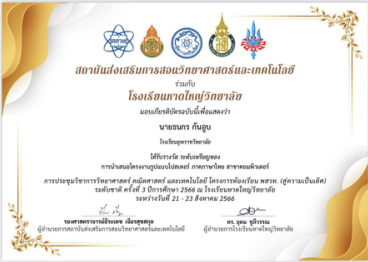 สถาบันส่งเสริมการสอนวิทยาศาสตร์และเทคโนโลยี
ร่วมกับ
โรงเรียนหาดใหญ่วิทยาลัย
มอบเกียรติบัตรฉบับนี้เพื่อแสดงว่า
นายธนกร กันอูบ
โรงเรียนยุพราชวิทยาลัย
ได้รับรางวัล ระดับเหรียญทอง
การนำเสนอโครงงานรูปแบบโปสเตอร์ ภาคภาษาไทย สาขาคอมพิวเตอร์
การประชุมวิชาการวิทยาศาสตร์ คณิตศาสตร์ และเทคโนโลยี โครงการห้องเรียน พสวท. (สู่ความเป็นเลิศ)
ระดับชาติ ครั้งที่ 3 ปีการศึกษา 2566 ณ โรงเรียนหาดใหญ่วิทยาลัย
ระหว่างวันที่ 21 - 23 สิงหาคม 2566
รองศาสตราจารย์ธีระเดช เจียรสุขสกุล
ผู้อำนวยการสถาบันส่งเสริมการสอนวิทยาศาสตร์และเทคโนโลยี
ดร. อุดม ชูลีวรรณ
ผู้อำนวยการโรงเรียนหาดใหญ่วิทยาลัย